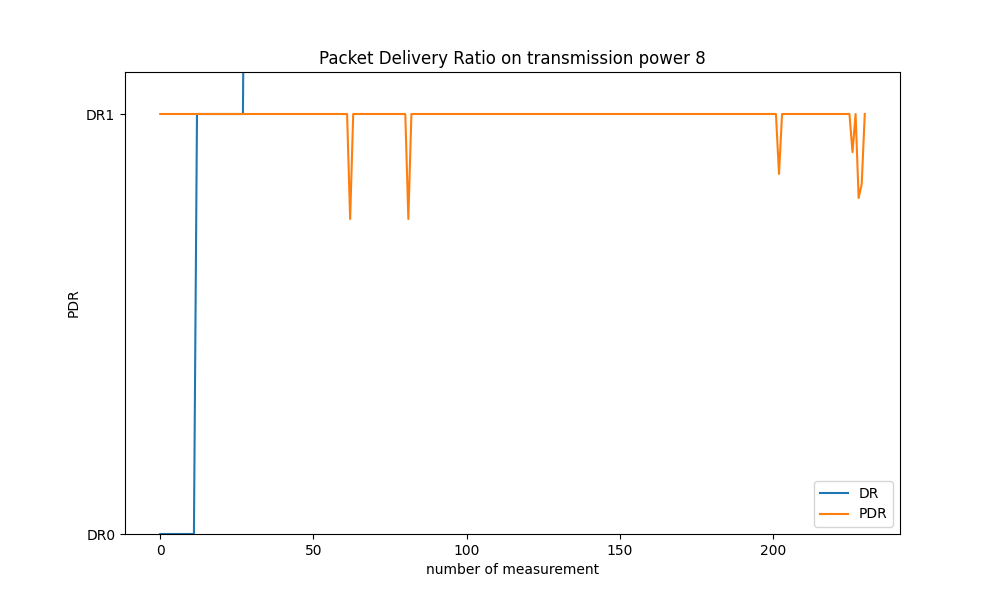 Packet Delivery Ratio on transmission power 8
DR1
PDR
DR0
DR
PDR
0 50 100 150 200
number of measurement